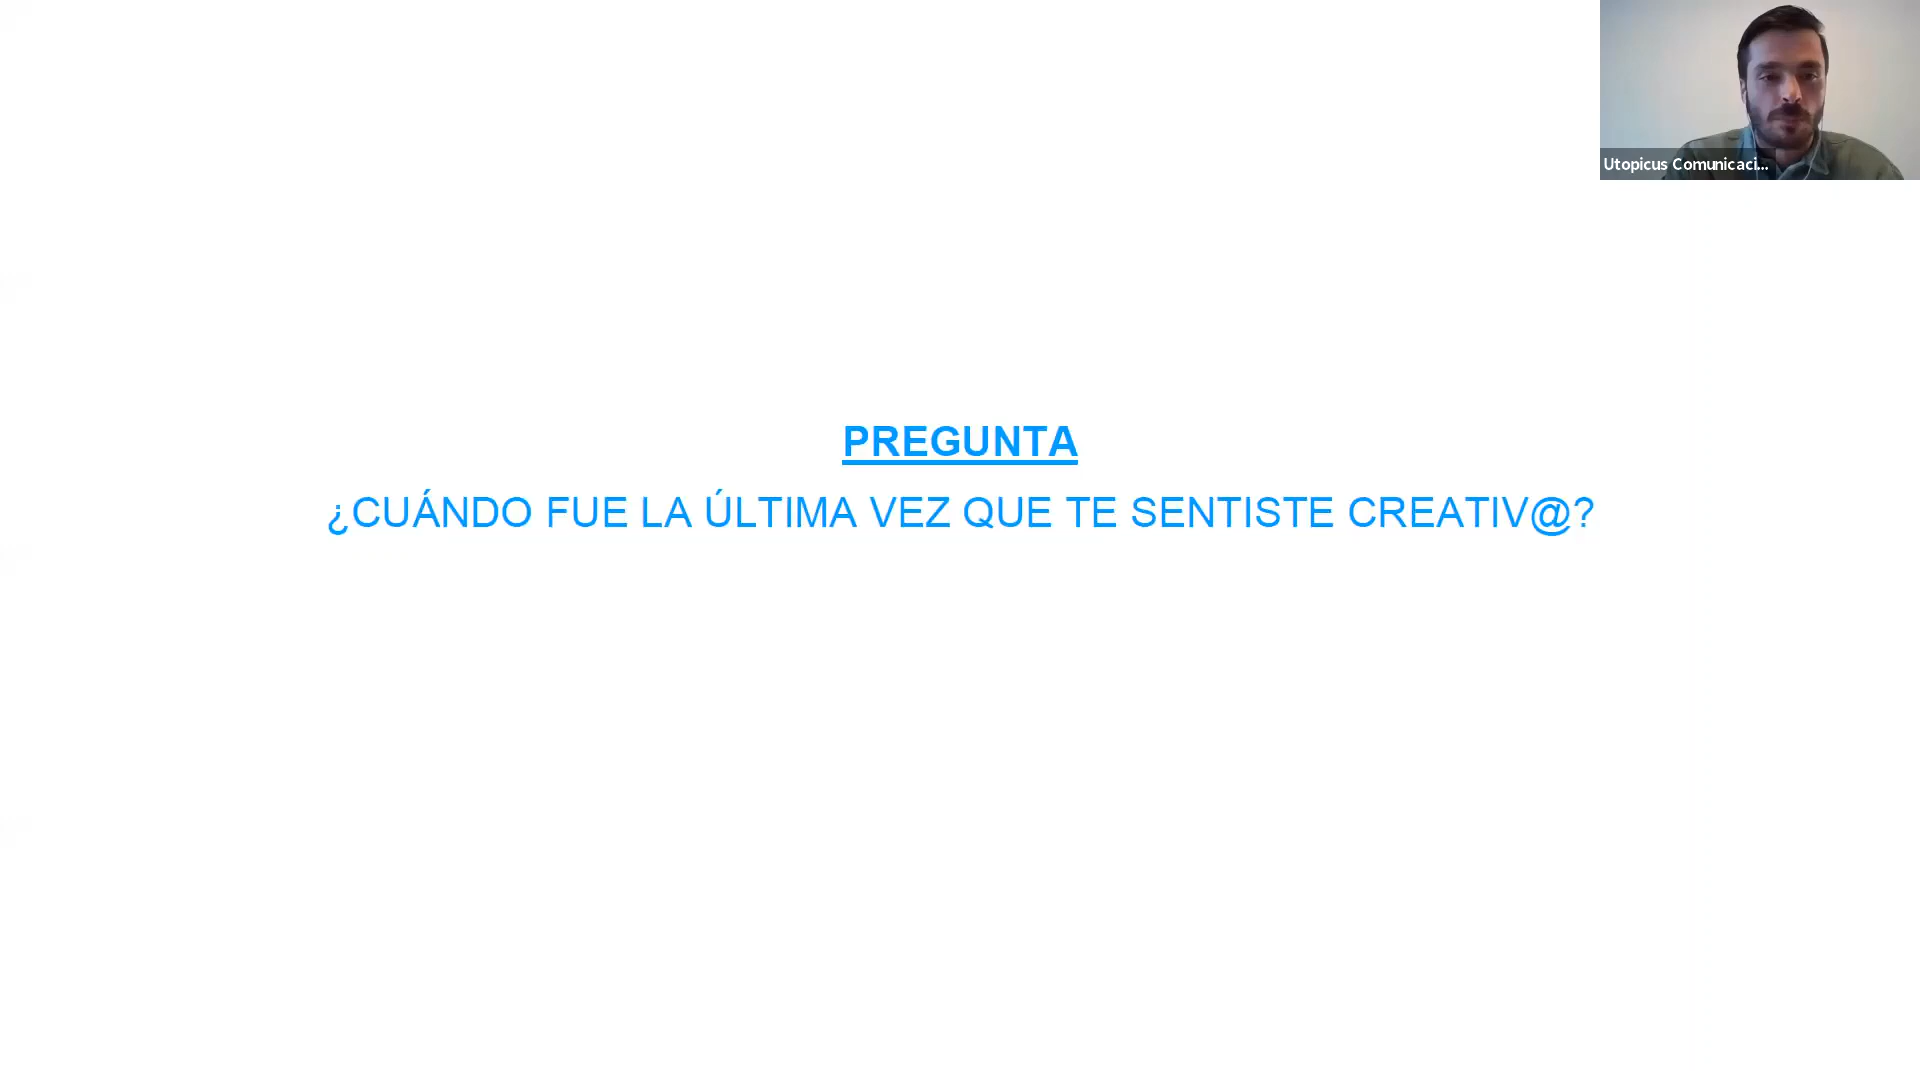 Utopicus Comunicaci...
PREGUNTA
¿CUÁNDO FUE LA ÚLTIMA VEZ QUE TE SENTISTE CREATIV@?